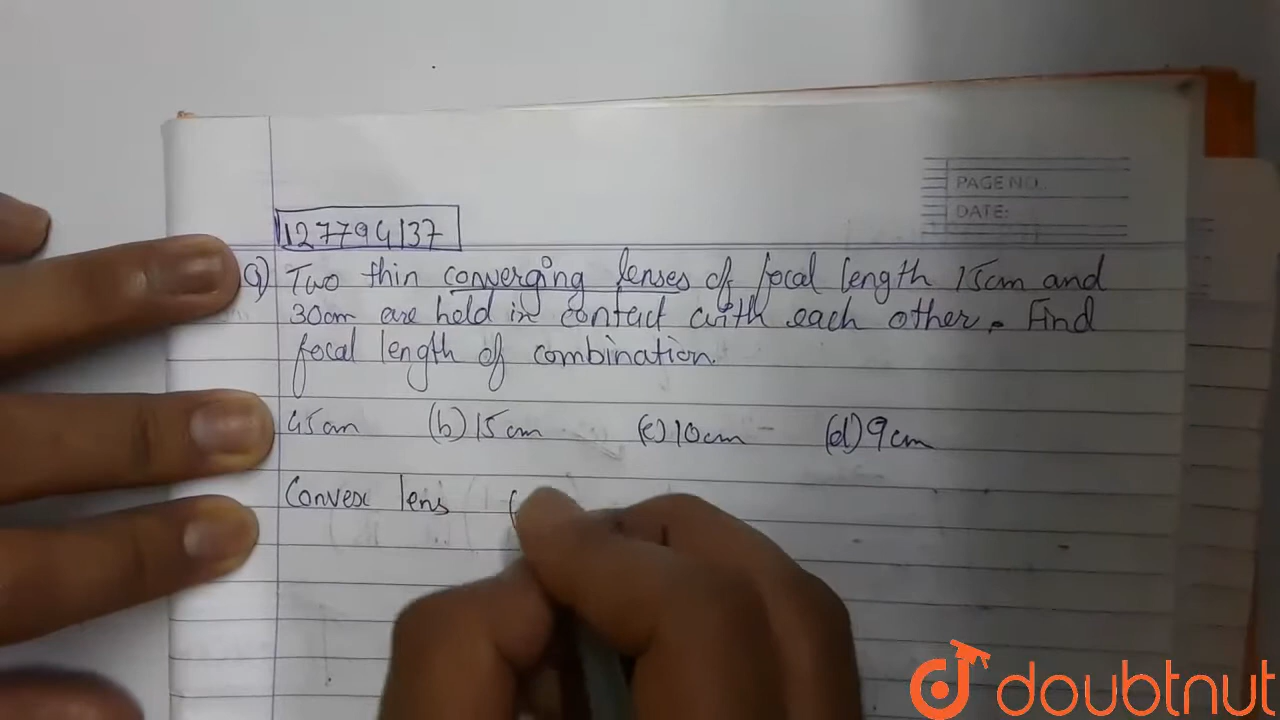 PAGE NO.
DATE:
127794137
Q) Two thin converging lenses of focal length 15cm and
30cm are held in contact with each other. Find
focal length of combination.
45cm (b) 15cm (c) 10cm (d) 9cm
Convex lens (
doubtnut